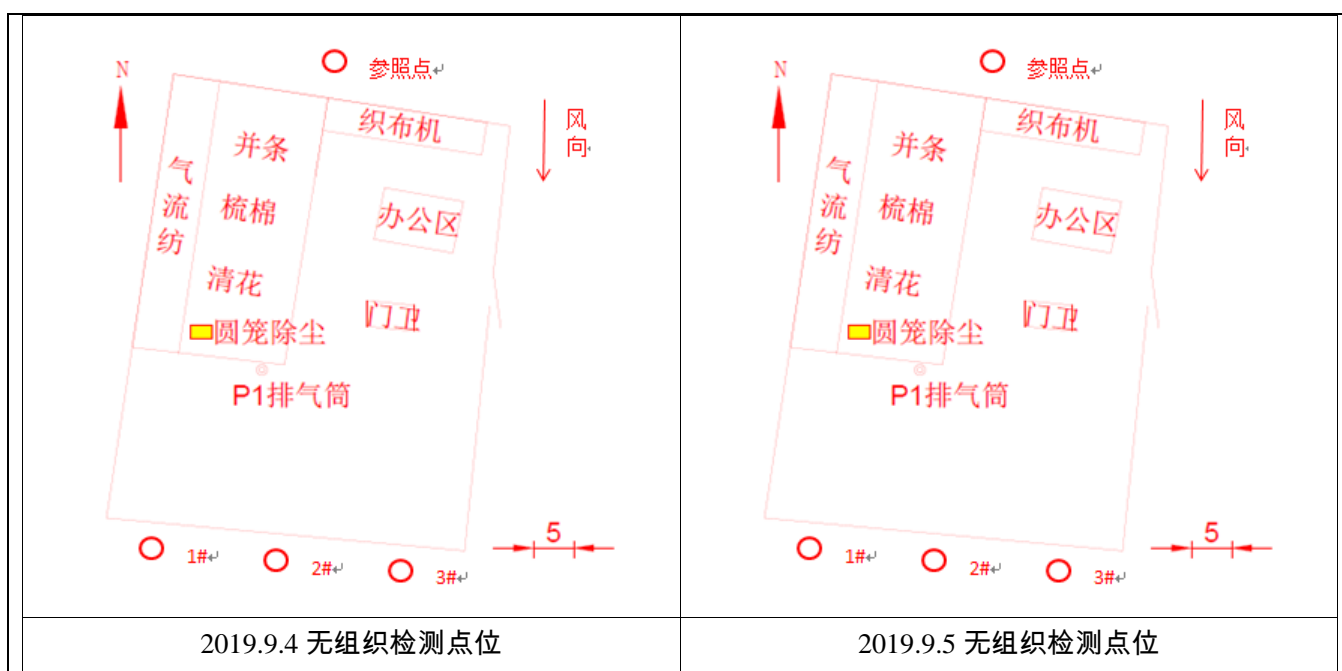 N
参照点
风向
织布机
并条
气流纺
梳棉
办公区
清花
门卫
圆笼除尘
P1排气筒
5
1#
2#
3#
2019.9.4 无组织检测点位
N
参照点
风向
织布机
并条
气流纺
梳棉
办公区
清花
门卫
圆笼除尘
P1排气筒
5
1#
2#
3#
2019.9.5 无组织检测点位